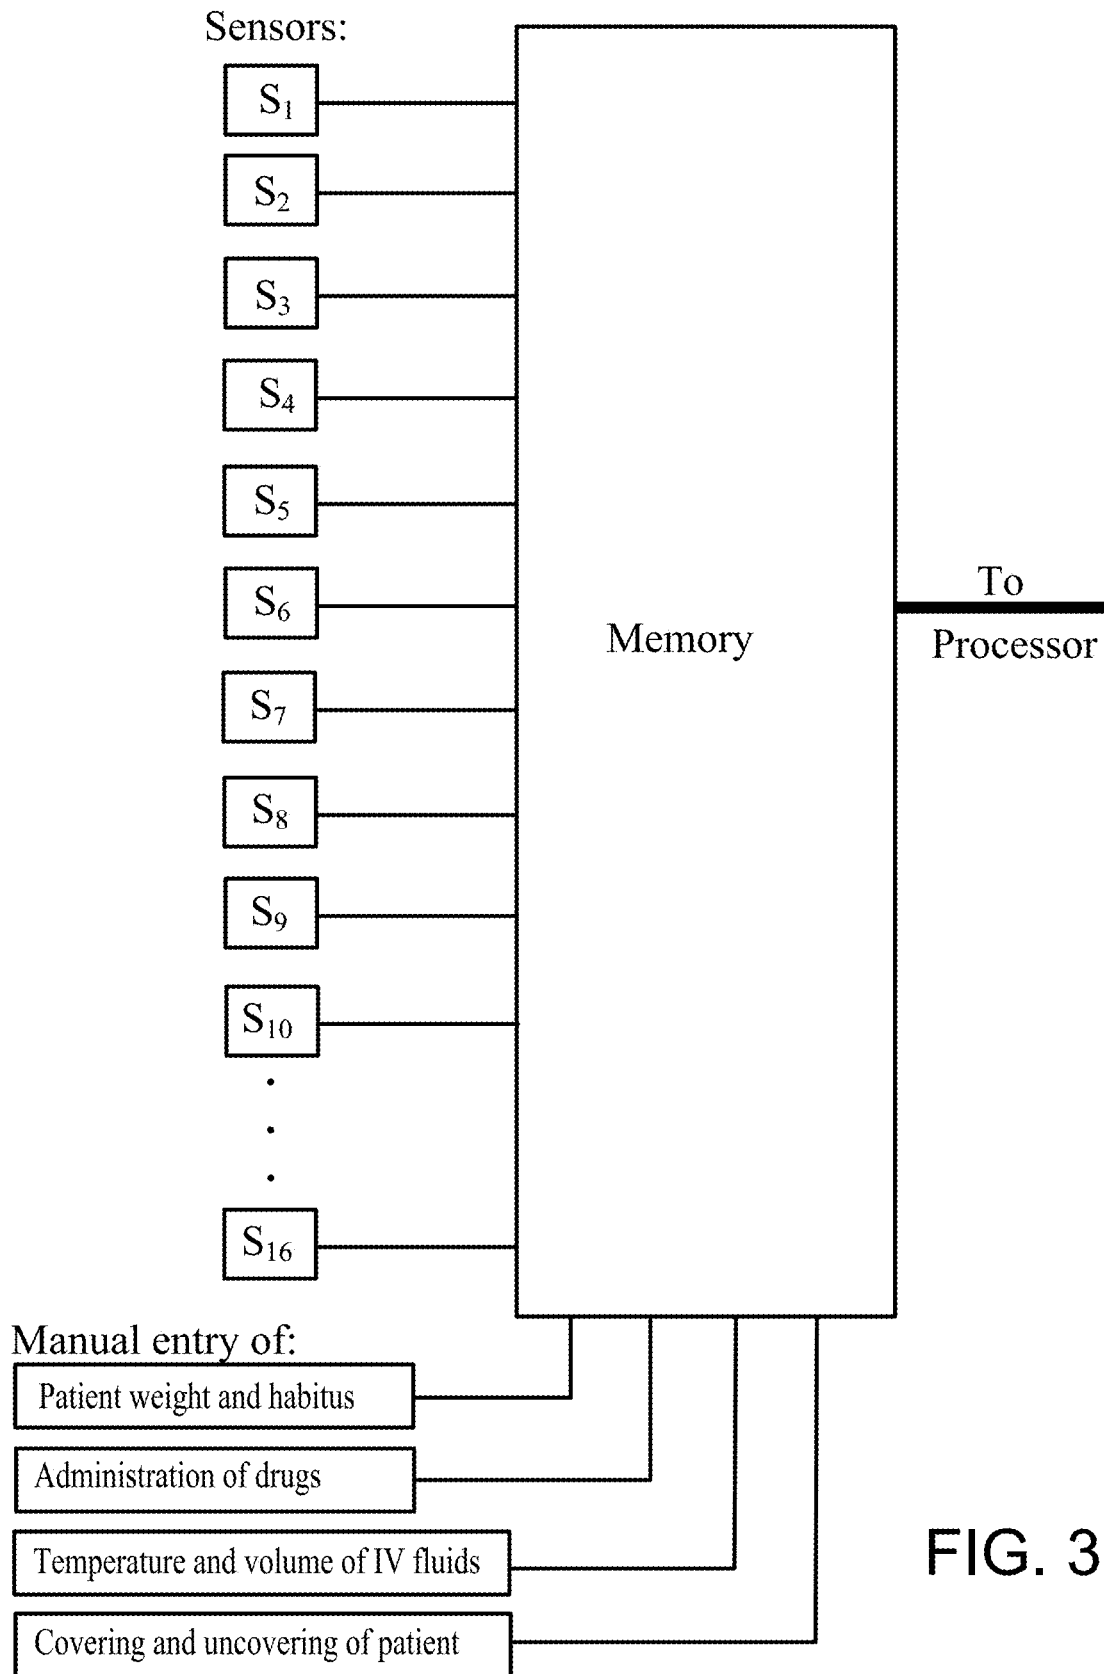 Sensors:
S₁
S₂
S₃
S₄
S₅
S₆
S₇
S₈
S₉
S₁₀
S₁₆
Memory
To
Processor
Manual entry of:
Patient weight and habitus
Administration of drugs
Temperature and volume of IV fluids
Covering and uncovering of patient
FIG. 3